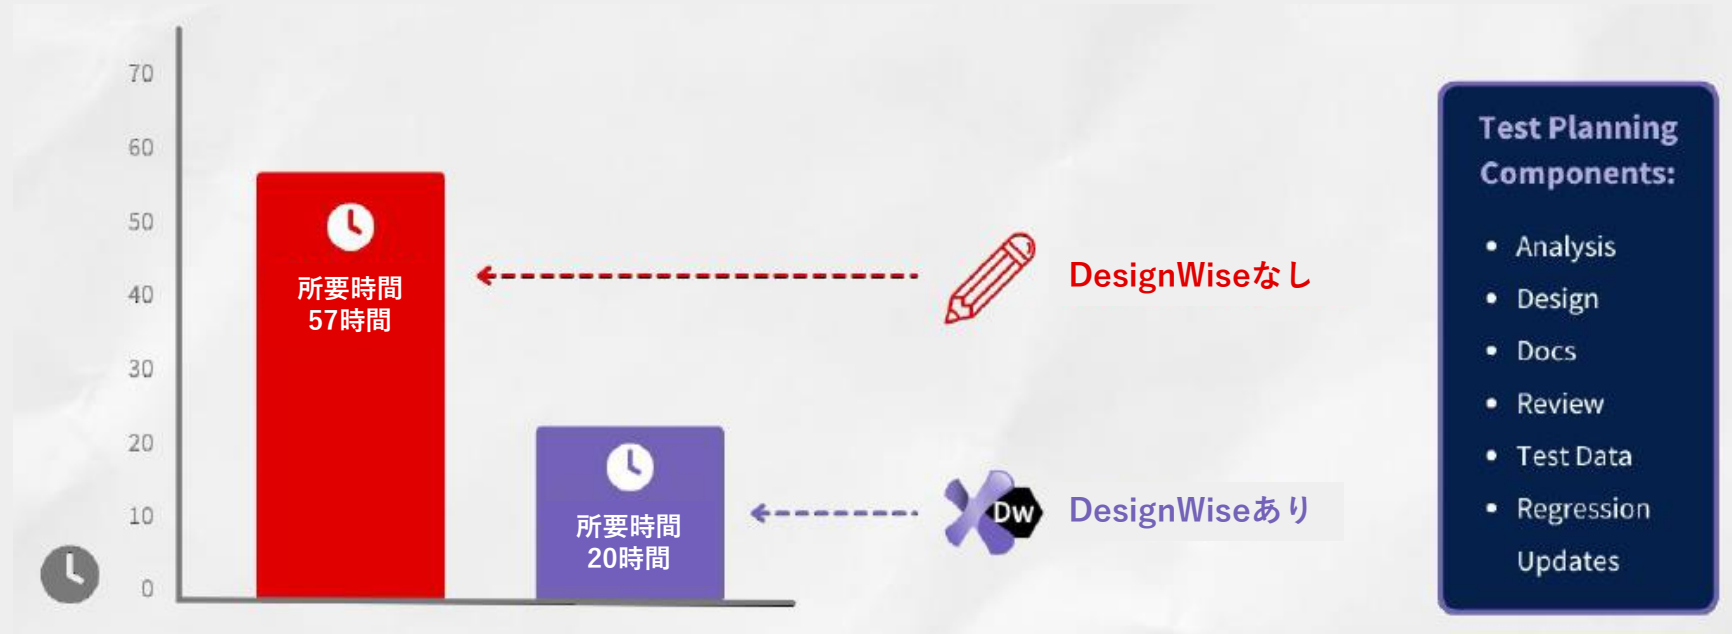 70
60
50
40
30
20
10
0
所要時間
57時間
所要時間
20時間
DesignWiseなし
Dw
DesignWiseあり
Test Planning
Components:
• Analysis
• Design
• Docs
• Review
• Test Data
• Regression
Updates